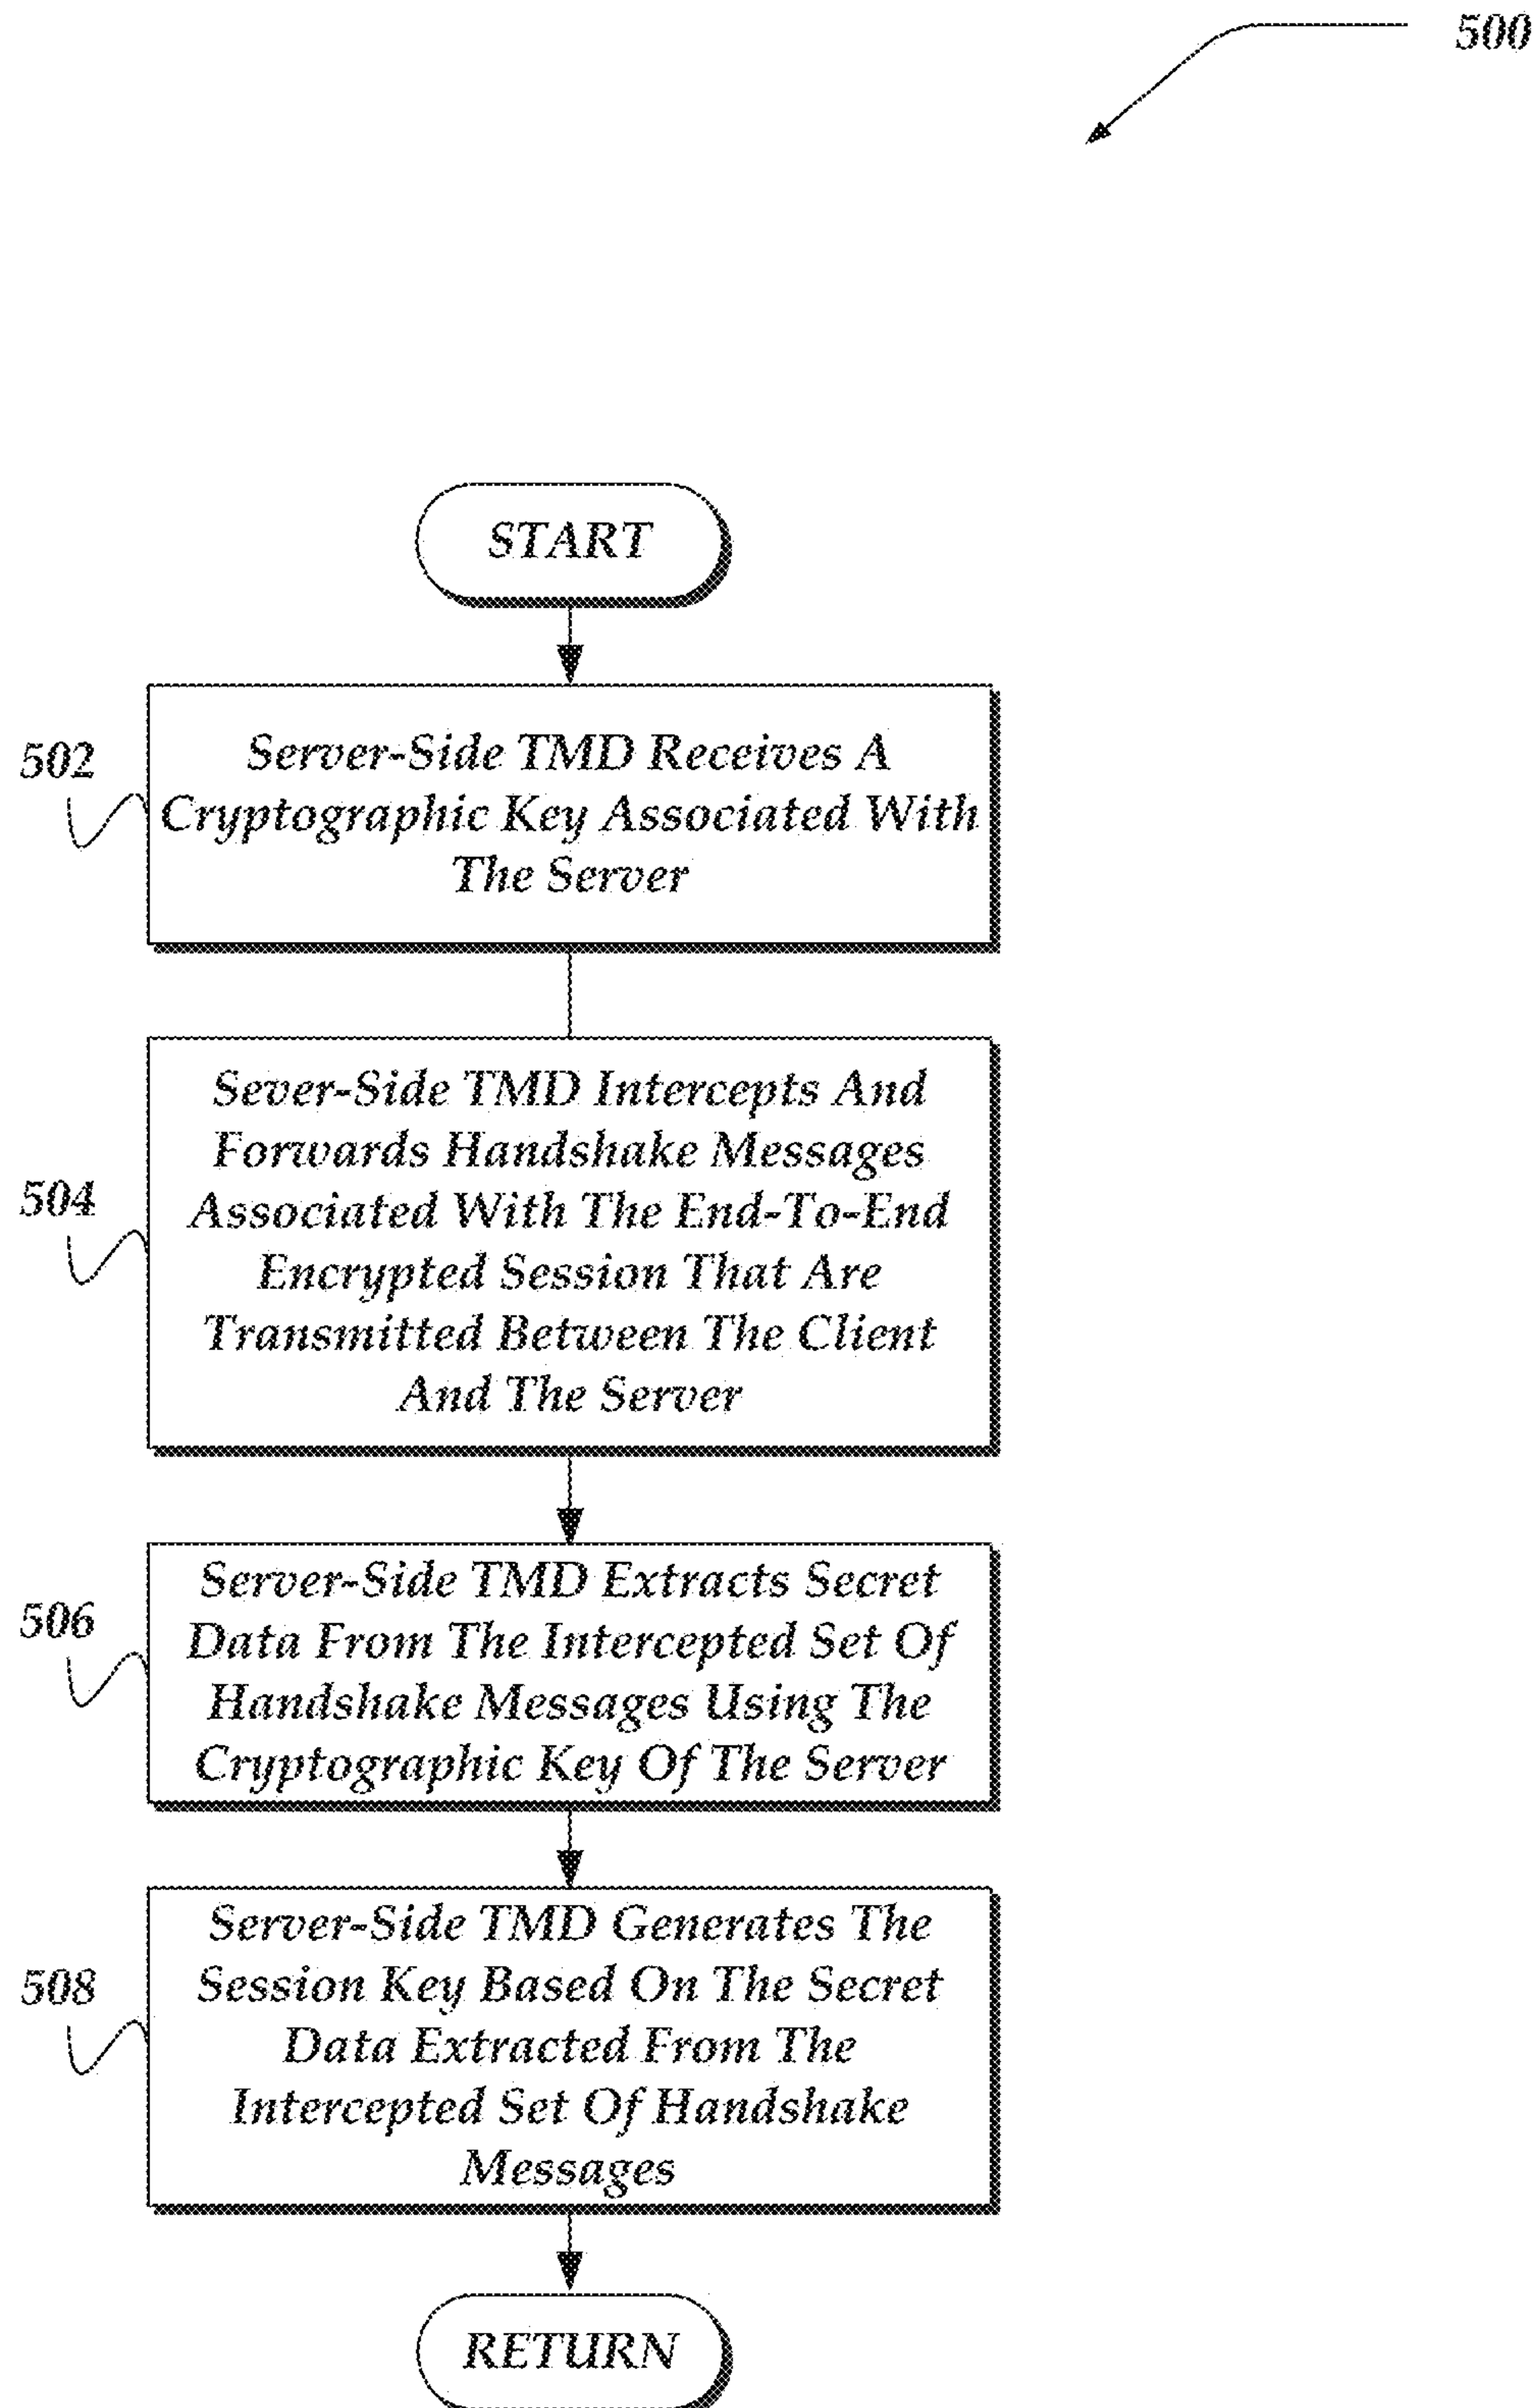 500
START
502
Server-Side TMD Receives A
Cryptographic Key Associated With
The Server
504
Sever-Side TMD Intercepts And
Forwards Handshake Messages
Associated With The End-To-End
Encrypted Session That Are
Transmitted Between The Client
And The Server
506
Server-Side TMD Extracts Secret
Data From The Intercepted Set Of
Handshake Messages Using The
Cryptographic Key Of The Server
508
Server-Side TMD Generates The
Session Key Based On The Secret
Data Extracted From The
Intercepted Set Of Handshake
Messages
RETURN